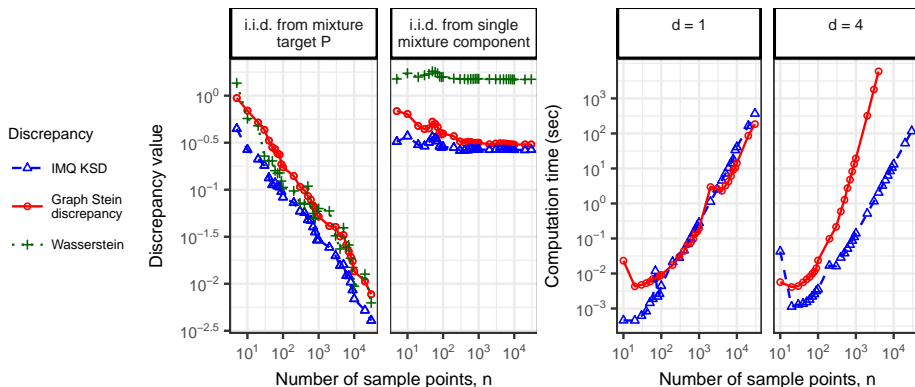 i.i.d. from mixture
target P
i.i.d. from single
mixture component
d = 1
d = 4
Discrepancy
IMQ KSD
Graph Stein
discrepancy
Wasserstein
Discrepancy value
10^0
10^-0.5
10^-1
10^-1.5
10^-2
10^-2.5
10^1 10^2 10^3 10^4
10^1 10^2 10^3 10^4
Number of sample points, n
Computation time (sec)
10^3
10^2
10^1
10^0
10^-1
10^-2
10^-3
10^1 10^2 10^3 10^4
10^1 10^2 10^3 10^4
Number of sample points, n